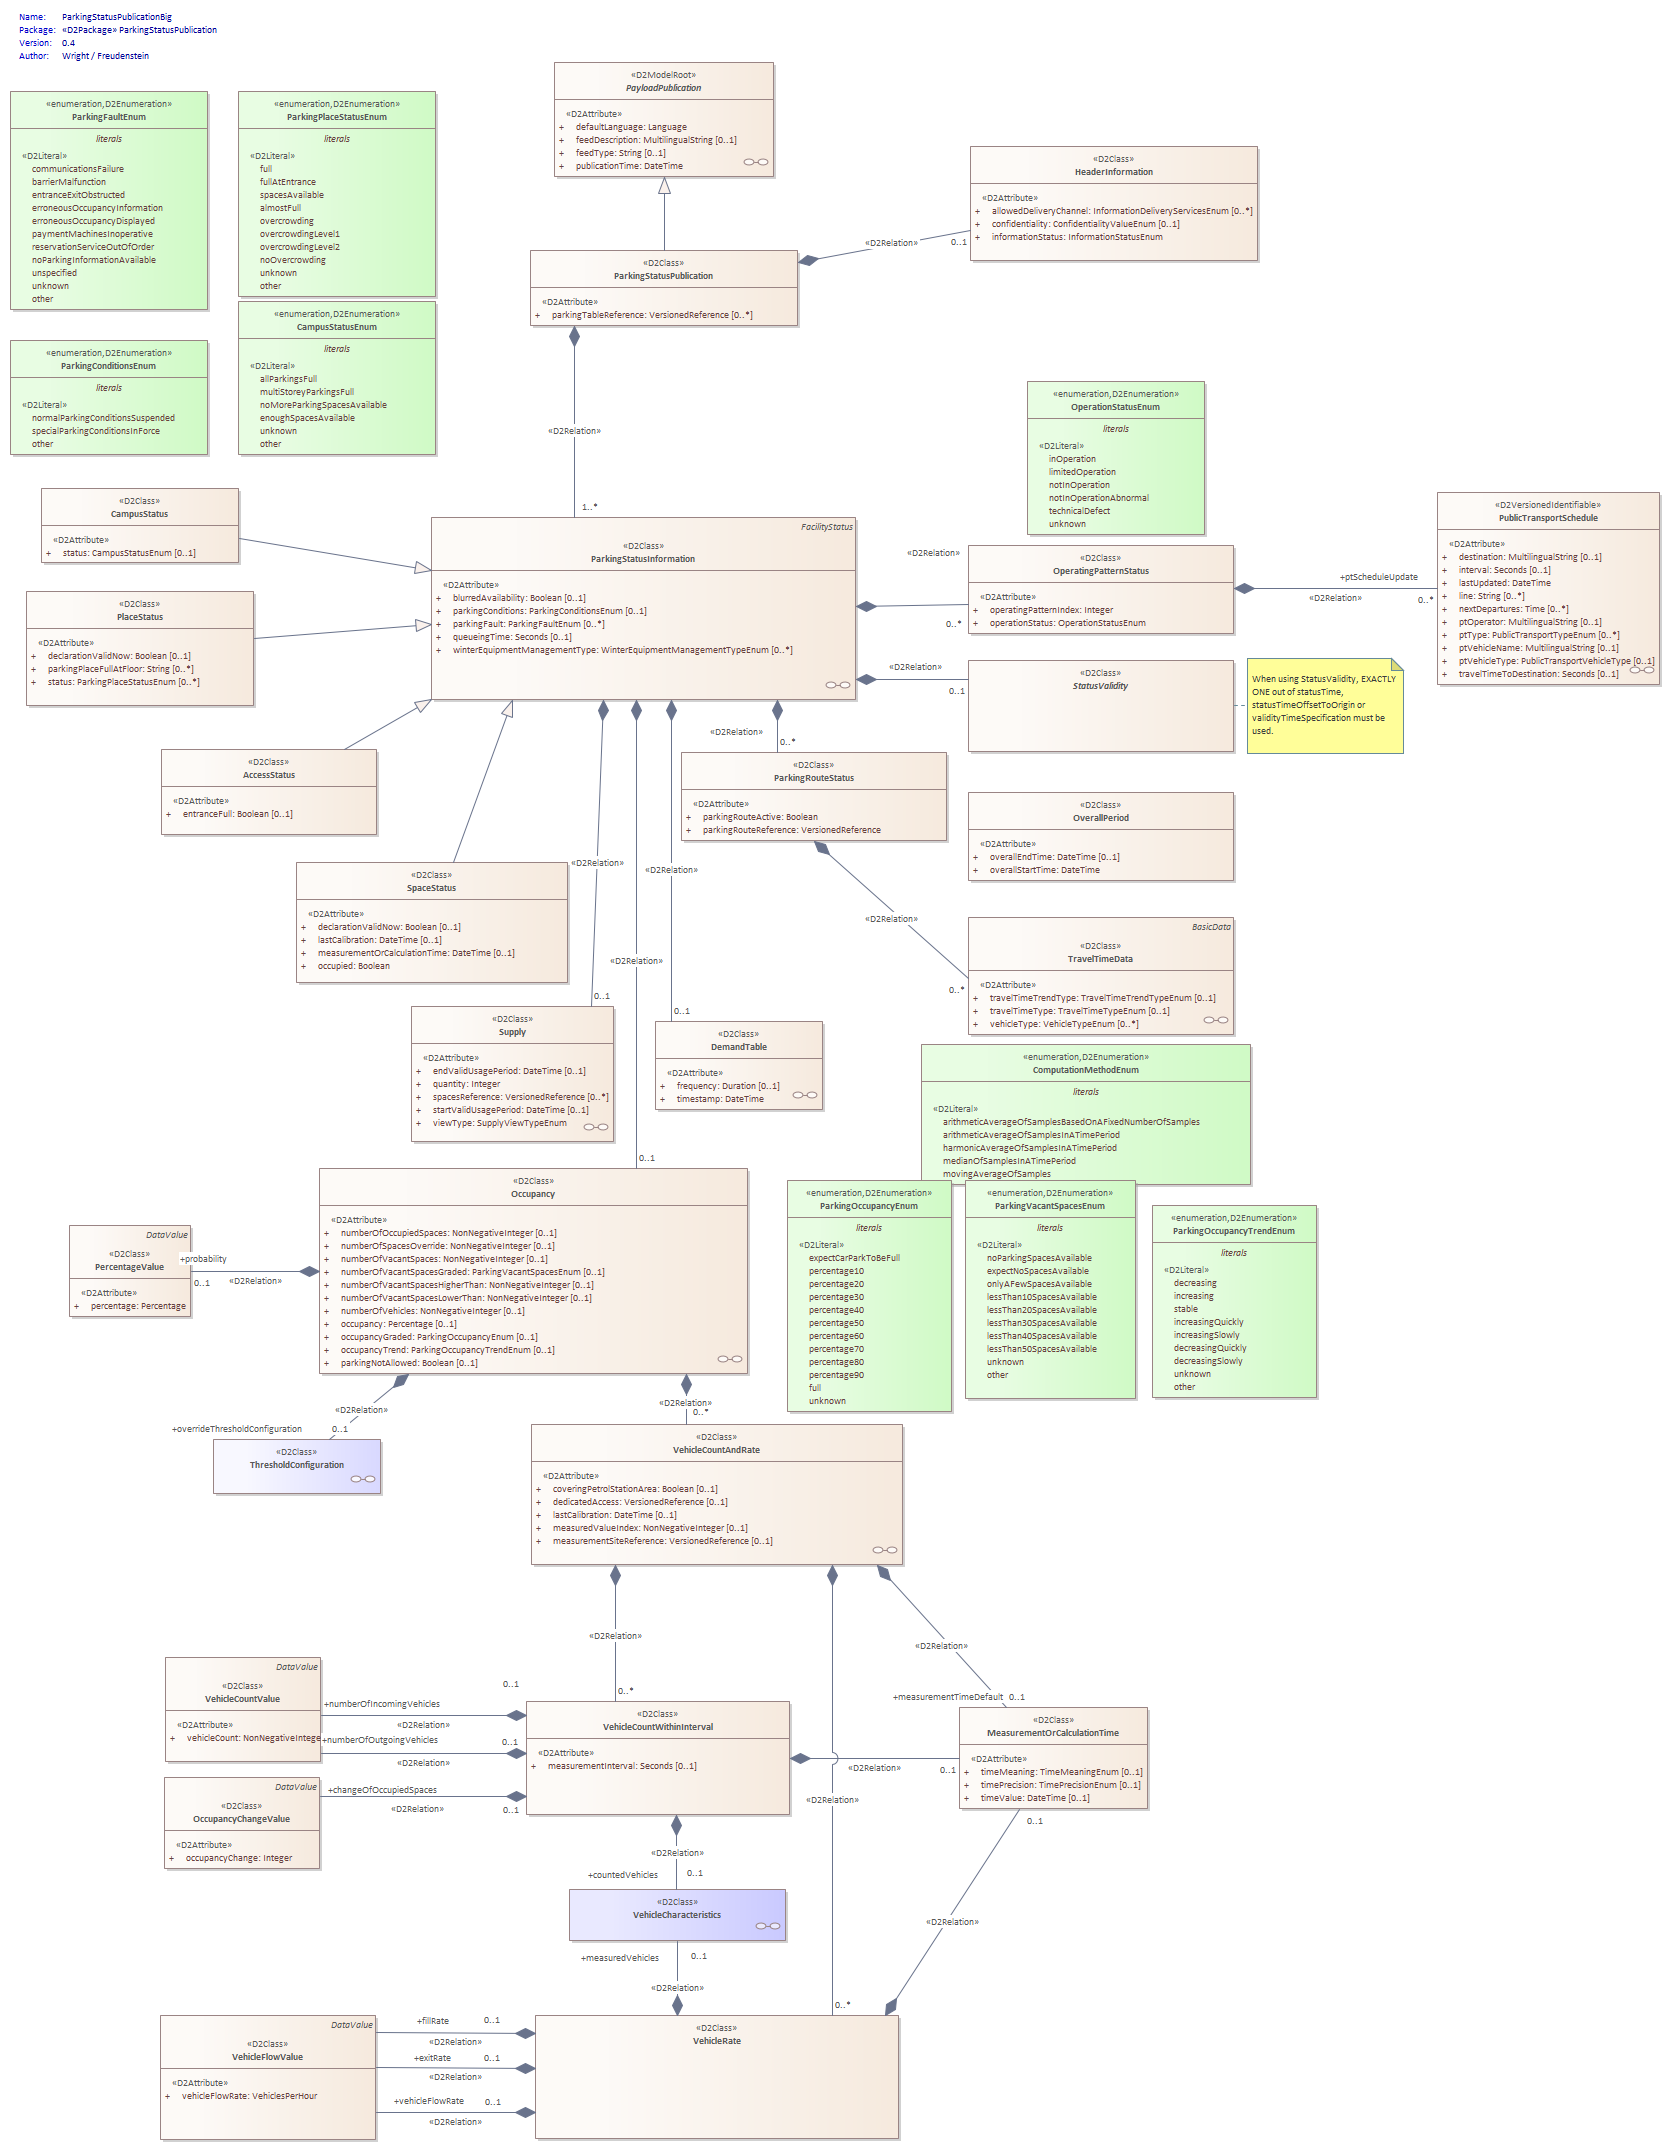 Name: ParkingStatusPublicationBig
Package: «D2Package» ParkingStatusPublication
Version: 0.4
Author: Wright / Freudenstein
«D2ModelRoot»
PayloadPublication
«D2Attribute»
+ defaultLanguage: Language
+ feedDescription: MultilingualString [0..1]
+ feedType: String [0..1]
+ publicationTime: DateTime
«enumeration,D2Enumeration»
ParkingFaultEnum
literals
«D2Literal»
communicationsFailure
barrierMalfunction
entranceExitObstructed
erroneousOccupancyInformation
erroneousOccupancyDisplayed
paymentMachinesInoperative
reservationServiceOutOfOrder
noParkingInformationAvailable
unspecified
unknown
other
«enumeration,D2Enumeration»
ParkingPlaceStatusEnum
literals
«D2Literal»
full
fullAtEntrance
spacesAvailable
almostFull
overcrowding
overcrowdingLevel1
overcrowdingLevel2
noOvercrowding
unknown
other
«D2Class»
HeaderInformation
«D2Attribute»
+ allowedDeliveryChannel: InformationDeliveryServicesEnum [0..*]
+ confidentiality: ConfidentialityValueEnum [0..1]
+ informationStatus: InformationStatusEnum
«D2Relation»
0..1
«D2Class»
ParkingStatusPublication
«D2Attribute»
+ parkingTableReference: VersionedReference [0..*]
«enumeration,D2Enumeration»
CampusStatusEnum
literals
«D2Literal»
allParkingsFull
multiStoreyParkingsFull
noMoreParkingSpacesAvailable
enoughSpacesAvailable
unknown
other
«enumeration,D2Enumeration»
ParkingConditionsEnum
literals
«D2Literal»
normalParkingConditionsSuspended
specialParkingConditionsInForce
other
«D2Relation»
1..*
«enumeration,D2Enumeration»
OperationStatusEnum
literals
«D2Literal»
inOperation
limitedOperation
notInOperation
notInOperationAbnormal
technicalDefect
unknown
«D2Class»
CampusStatus
«D2Attribute»
+ status: CampusStatusEnum [0..1]
FacilityStatus
«D2Class»
ParkingStatusInformation
«D2Attribute»
+ blurredAvailability: Boolean [0..1]
+ parkingConditions: ParkingConditionsEnum [0..1]
+ parkingFault: ParkingFaultEnum [0..*]
+ queueingTime: Seconds [0..1]
+ winterEquipmentManagementType: WinterEquipmentManagementTypeEnum [0..*]
«D2Relation»
0..*
«D2Class»
OperatingPatternStatus
«D2Attribute»
+ operatingPatternIndex: Integer
+ operationStatus: OperationStatusEnum
+ptScheduleUpdate
«D2Relation»
0..*
«D2VersionedIdentifiable»
PublicTransportSchedule
«D2Attribute»
+ destination: MultilingualString [0..1]
+ interval: Seconds [0..1]
+ lastUpdated: DateTime
+ line: String [0..*]
+ nextDepartures: Time [0..*]
+ ptOperator: MultilingualString [0..1]
+ ptType: PublicTransportTypeEnum [0..*]
+ ptVehicleName: MultilingualString [0..1]
+ ptVehicleType: PublicTransportVehicleType [0..1]
+ travelTimeToDestination: Seconds [0..1]
«D2Class»
PlaceStatus
«D2Attribute»
+ declarationValidNow: Boolean [0..1]
+ parkingPlaceFullAtFloor: String [0..*]
+ status: ParkingPlaceStatusEnum [0..*]
«D2Relation»
0..1
«D2Class»
StatusValidity
When using StatusValidity, EXACTLY
ONE out of statusTime,
statusTimeOffsetToOrigin or
validityTimeSpecification must be
used.
«D2Class»
AccessStatus
«D2Attribute»
+ entranceFull: Boolean [0..1]
«D2Relation»
0..*
«D2Class»
ParkingRouteStatus
«D2Attribute»
+ parkingRouteActive: Boolean
+ parkingRouteReference: VersionedReference
«D2Class»
OverallPeriod
«D2Attribute»
+ overallEndTime: DateTime [0..1]
+ overallStartTime: DateTime
«D2Class»
SpaceStatus
«D2Attribute»
+ declarationValidNow: Boolean [0..1]
+ lastCalibration: DateTime [0..1]
+ measurementOrCalculationTime: DateTime [0..1]
+ occupied: Boolean
«D2Relation»
«D2Relation»
«D2Relation»
«D2Relation»
0..*
BasicData
«D2Class»
TravelTimeData
«D2Attribute»
+ travelTimeTrendType: TravelTimeTrendTypeEnum [0..1]
+ travelTimeType: TravelTimeTypeEnum [0..1]
+ vehicleType: VehicleTypeEnum [0..*]
0..1
«D2Class»
Supply
«D2Attribute»
+ endValidUsagePeriod: DateTime [0..1]
+ quantity: Integer
+ spacesReference: VersionedReference [0..*]
+ startValidUsagePeriod: DateTime [0..1]
+ viewType: SupplyViewTypeEnum
0..1
«D2Class»
DemandTable
«D2Attribute»
+ frequency: Duration [0..1]
+ timestamp: DateTime
«enumeration,D2Enumeration»
ComputationMethodEnum
literals
«D2Literal»
arithmeticAverageOfSamplesBasedOnAFixedNumberOfSamples
arithmeticAverageOfSamplesInATimePeriod
harmonicAverageOfSamplesInATimePeriod
medianOfSamplesInATimePeriod
movingAverageOfSamples
0..1
«D2Class»
Occupancy
«D2Attribute»
+ numberOfOccupiedSpaces: NonNegativeInteger [0..1]
+ numberOfSpacesOverride: NonNegativeInteger [0..1]
+ numberOfVacantSpaces: NonNegativeInteger [0..1]
+ numberOfVacantSpacesGraded: ParkingVacantSpacesEnum [0..1]
+ numberOfVacantSpacesHigherThan: NonNegativeInteger [0..1]
+ numberOfVacantSpacesLowerThan: NonNegativeInteger [0..1]
+ numberOfVehicles: NonNegativeInteger [0..1]
+ occupancy: Percentage [0..1]
+ occupancyGraded: ParkingOccupancyEnum [0..1]
+ occupancyTrend: ParkingOccupancyTrendEnum [0..1]
+ parkingNotAllowed: Boolean [0..1]
DataValue
«D2Class»
PercentageValue
«D2Attribute»
+ percentage: Percentage
+probability
0..1
«D2Relation»
«enumeration,D2Enumeration»
ParkingOccupancyEnum
literals
«D2Literal»
expectCarParkToBeFull
percentage10
percentage20
percentage30
percentage40
percentage50
percentage60
percentage70
percentage80
percentage90
full
unknown
«enumeration,D2Enumeration»
ParkingVacantSpacesEnum
literals
«D2Literal»
noParkingSpacesAvailable
expectNoSpacesAvailable
onlyAFewSpacesAvailable
lessThan10SpacesAvailable
lessThan20SpacesAvailable
lessThan30SpacesAvailable
lessThan40SpacesAvailable
lessThan50SpacesAvailable
unknown
other
«enumeration,D2Enumeration»
ParkingOccupancyTrendEnum
literals
«D2Literal»
decreasing
increasing
stable
increasingQuickly
increasingSlowly
decreasingQuickly
decreasingSlowly
unknown
other
«D2Relation»
+overrideThresholdConfiguration
0..1
«D2Class»
ThresholdConfiguration
«D2Relation»
0..*
«D2Class»
VehicleCountAndRate
«D2Attribute»
+ coveringPetrolStationArea: Boolean [0..1]
+ dedicatedAccess: VersionedReference [0..1]
+ lastCalibration: DateTime [0..1]
+ measuredValueIndex: NonNegativeInteger [0..1]
+ measurementSiteReference: VersionedReference [0..1]
«D2Relation»
0..*
«D2Relation»
+measurementTimeDefault 0..1
DataValue
«D2Class»
VehicleCountValue
«D2Attribute»
+ vehicleCount: NonNegativeIntege
+numberOfIncomingVehicles
0..1
«D2Relation»
+numberOfOutgoingVehicles
0..1
«D2Relation»
«D2Class»
VehicleCountWithinInterval
«D2Attribute»
+ measurementInterval: Seconds [0..1]
«D2Relation»
0..1
«D2Class»
MeasurementOrCalculationTime
«D2Attribute»
+ timeMeaning: TimeMeaningEnum [0..1]
+ timePrecision: TimePrecisionEnum [0..1]
+ timeValue: DateTime [0..1]
DataValue
«D2Class»
OccupancyChangeValue
«D2Attribute»
+ occupancyChange: Integer
+changeOfOccupiedSpaces
«D2Relation»
0..1
«D2Relation»
0..1
«D2Relation»
+countedVehicles
0..1
«D2Class»
VehicleCharacteristics
+measuredVehicles
0..1
«D2Relation»
«D2Relation»
0..*
«D2Class»
VehicleRate
DataValue
«D2Class»
VehicleFlowValue
«D2Attribute»
+ vehicleFlowRate: VehiclesPerHour
+fillRate
0..1
«D2Relation»
+exitRate
0..1
«D2Relation»
+vehicleFlowRate
0..1
«D2Relation»